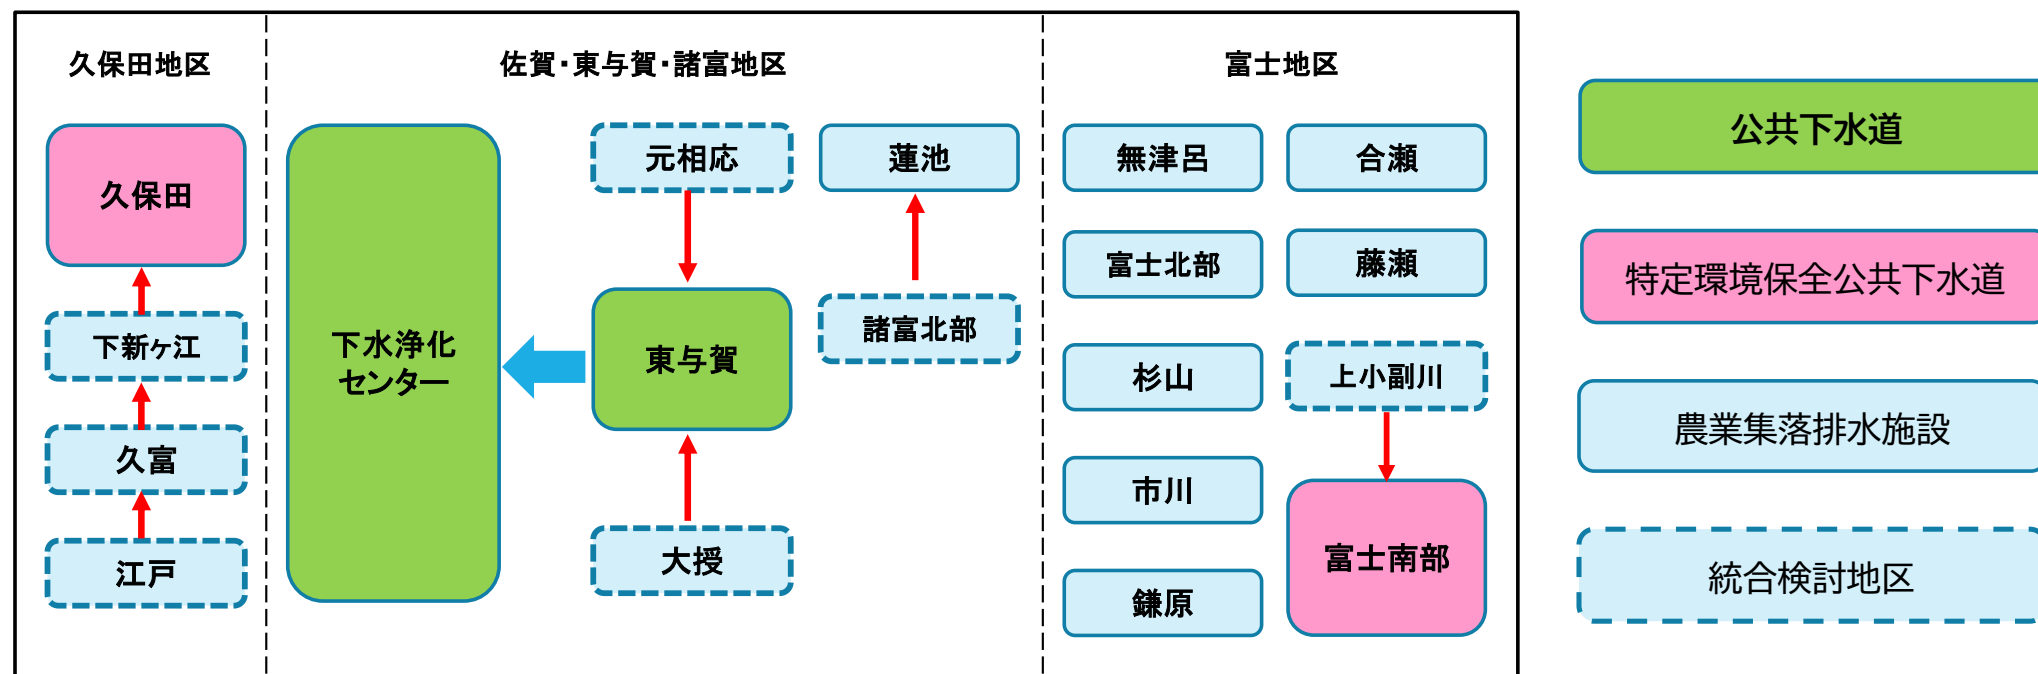 久保田地区
久保田
下新ヶ江
久富
江戸
佐賀・東与賀・諸富地区
下水浄化
センター
元相応
東与賀
大授
蓮池
諸富北部
富士地区
無津呂
合瀬
富士北部
藤瀬
杉山
上小副川
市川
富士南部
鎌原
公共下水道
特定環境保全公共下水道
農業集落排水施設
統合検討地区